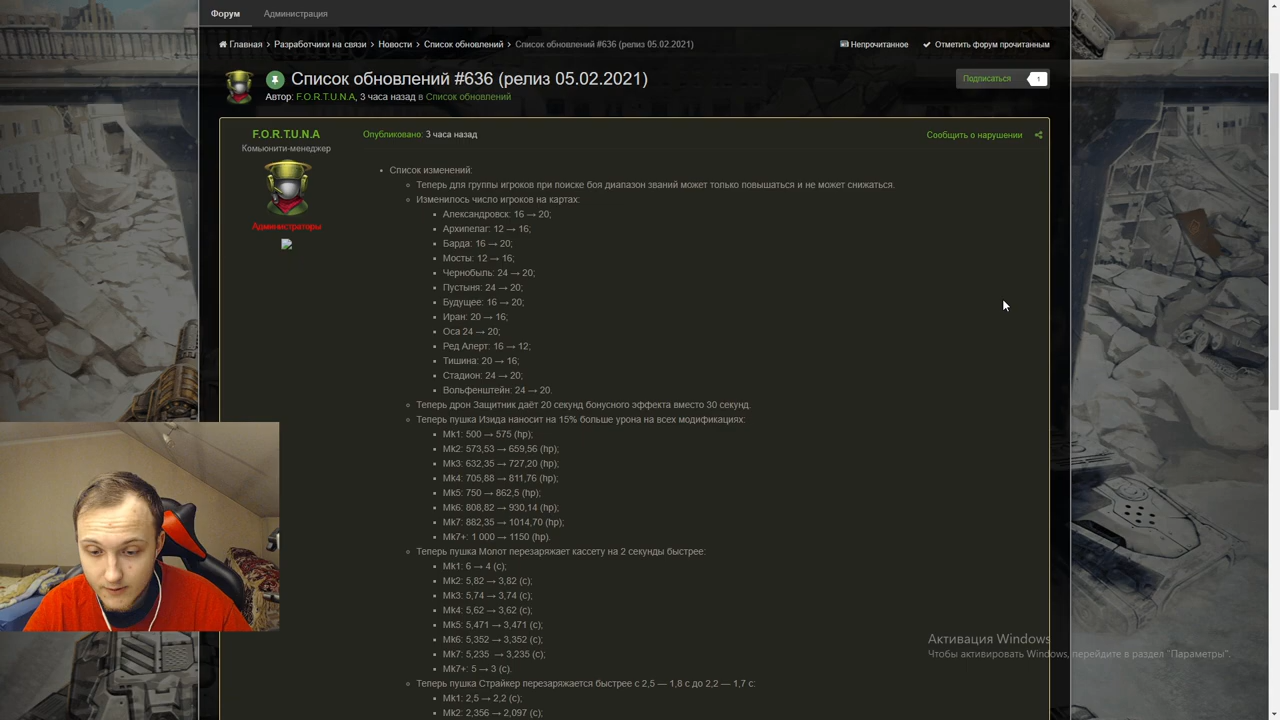 Форум Администрация
Главная > Разработчики на связи > Новости > Список обновлений > Список обновлений #636 (релиз 05.02.2021) Непрочитанное Отметить форум прочитанным
Список обновлений #636 (релиз 05.02.2021) Подписаться 1
Автор: F.O.R.T.U.N.A, 3 часа назад в Список обновлений
F.O.R.T.U.N.A Опубликовано: 3 часа назад Сообщить о нарушении
Комьюнити-менеджер
Администраторы
Список изменений:
Теперь для группы игроков при поиске боя диапазон званий может только повышаться и не может снижаться.
Изменилось число игроков на картах:
Александровск: 16 → 20;
Архипелаг: 12 → 16;
Барда: 16 → 20;
Мосты: 12 → 16;
Чернобыль: 24 → 20;
Пустыня: 24 → 20;
Будущее: 16 → 20;
Иран: 20 → 16;
Оса 24 → 20;
Ред Алерт: 16 → 12;
Тишина: 20 → 16;
Стадион: 24 → 20;
Вольфенштейн: 24 → 20.
Теперь дрон Защитник даёт 20 секунд бонусного эффекта вместо 30 секунд.
Теперь пушка Изида наносит на 15% больше урона на всех модификациях:
Mk1: 500 → 575 (hp);
Mk2: 573,53 → 659,56 (hp);
Mk3: 632,35 → 727,20 (hp);
Mk4: 705,88 → 811,76 (hp);
Mk5: 750 → 862,5 (hp);
Mk6: 808,82 → 930,14 (hp);
Mk7: 882,35 → 1014,70 (hp);
Mk7+: 1 000 → 1150 (hp).
Теперь пушка Молот перезаряжает кассету на 2 секунды быстрее:
Mk1: 6 → 4 (с);
Mk2: 5,82 → 3,82 (с);
Mk3: 5,74 → 3,74 (с);
Mk4: 5,62 → 3,62 (с);
Mk5: 5,471 → 3,471 (с);
Mk6: 5,352 → 3,352 (с);
Mk7: 5,235 → 3,235 (с);
Mk7+: 5 → 3 (с).
Теперь пушка Страйкер перезаряжается быстрее с 2,5 — 1,8 с до 2,2 — 1,7 с:
Mk1: 2,5 → 2,2 (с);
Mk2: 2,356 → 2,097 (с);
Активация Windows
Чтобы активировать Windows, перейдите в раздел "Параметры".